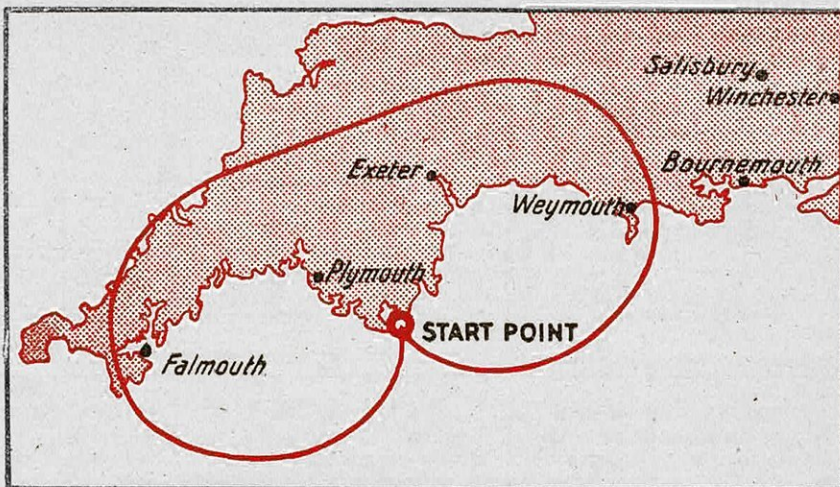 Salisbury
Winchester
Exeter
Bournemouth
Weymouth
Plymouth
START POINT
Falmouth